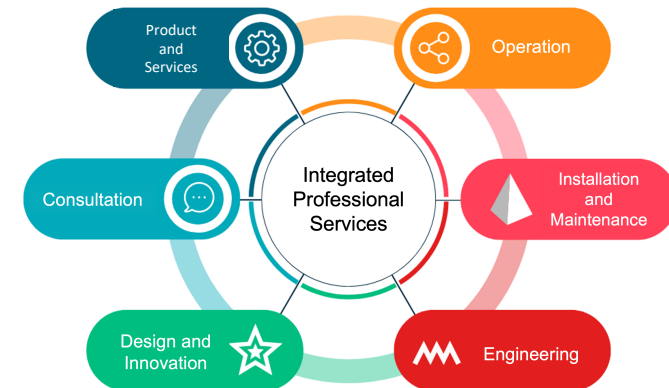 Product
and
Services
Operation
Integrated
Professional
Services
Consultation
Installation
and
Maintenance
Design and
Innovation
Engineering